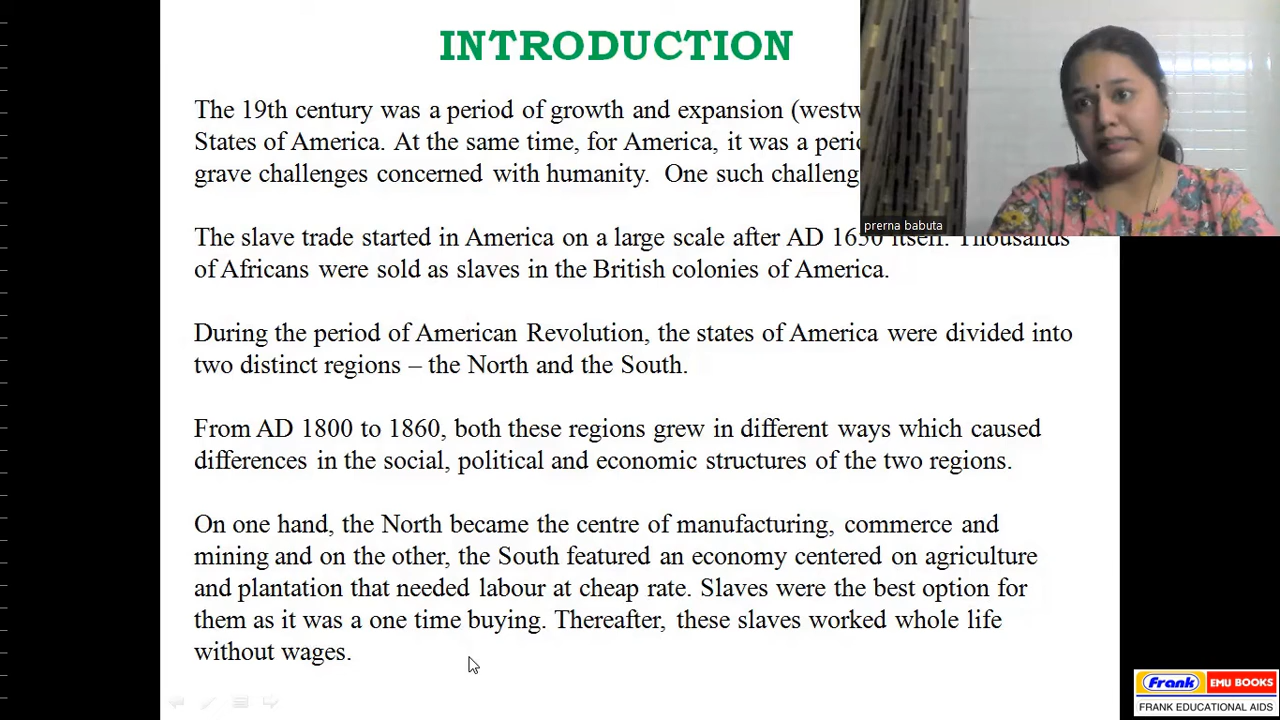 INTRODUCTION
The 19th century was a period of growth and expansion
States of America. At the same time, for America, it was a
grave challenges concerned with humanity. One such
prerna babuta
The slave trade started in America on a large scale after AD 1650 itself. Thousands
of Africans were sold as slaves in the British colonies of America.
During the period of American Revolution, the states of America were divided into
two distinct regions – the North and the South.
From AD 1800 to 1860, both these regions grew in different ways which caused
differences in the social, political and economic structures of the two regions.
On one hand, the North became the centre of manufacturing, commerce and
mining and on the other, the South featured an economy centered on agriculture
and plantation that needed labour at cheap rate. Slaves were the best option for
them as it was a one time buying. Thereafter, these slaves worked whole life
without wages.
Frank EMU BOOKS
FRANK EDUCATIONAL AIDS